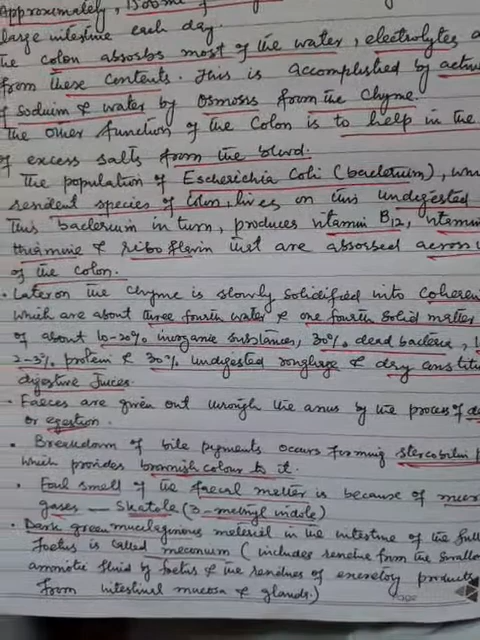 Approximately, 1500ml of
large intestine each day.
the colon absorbs most of the water, electrolytes
from these contents. This is accomplished by active
of soduim & water by osmosis from the chyme.
The other function of the colon is to help in the
of excess salts from the blood.
The population of Escherichia Coli (bacterium), 
resident species of colon, lives on this undigested
This bacterium in turn, produces vitamin B12, vitamin
thiamine & riboflavin that are absorbed across
of the colon.
• Later on the chyme is slowly solidified into coheren
which are about three fourth water & one fourth solid matter
of about 10-20% inorganic substances, 30% dead bacteria, 1
2-3% protein & 30% undigested roughage & dry constitu
digestive juices.
• Faeces are given out through the anus by the process of de
or egestion.
• Breakdown of bile pigments occurs forming stercobilin
which provides brownish colour to it.
• Foul smell of the faecal matter is because of
gases — Skatole (3-methyl indole)
• Dark green mucilaginous material in the intestine of the full
foetus is called meconium (includes residue from the swallo
amniotic fluid by foetus & the residues of excretory products
from intestinal mucosa & glands.)